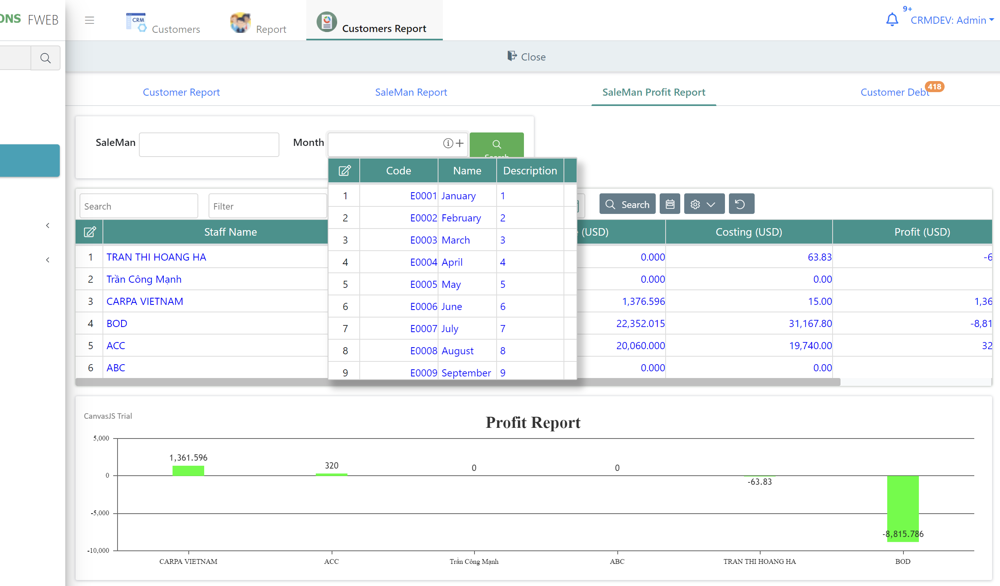 ONS FWEB
Customers
Report
Customers Report
9+
CRMDEV: Admin
Close
Customer Report
SaleMan Report
SaleMan Profit Report
Customer Debt
418
SaleMan
Month
Search
Code Name Description
1 E0001 January 1
2 E0002 February 2
3 E0003 March 3
4 E0004 April 4
5 E0005 May 5
6 E0006 June 6
7 E0007 July 7
8 E0008 August 8
9 E0009 September 9
Search
Filter
Search
Staff Name (USD) Costing (USD) Profit (USD)
1 TRAN THI HOANG HA 0.000 63.83 -6
2 Trần Công Mạnh 0.000 0.00
3 CARPA VIETNAM 1,376.596 15.00 1,36
4 BOD 22,352.015 31,167.80 -8,81
5 ACC 20,060.000 19,740.00 32
6 ABC 0.000 0.00
CanvasJS Trial
Profit Report
5,000
0
-5,000
-10,000
1,361.596
320
0
0
-63.83
-8,815.786
CARPA VIETNAM
ACC
Trần Công Mạnh
ABC
TRAN THI HOANG HA
BOD
CRM